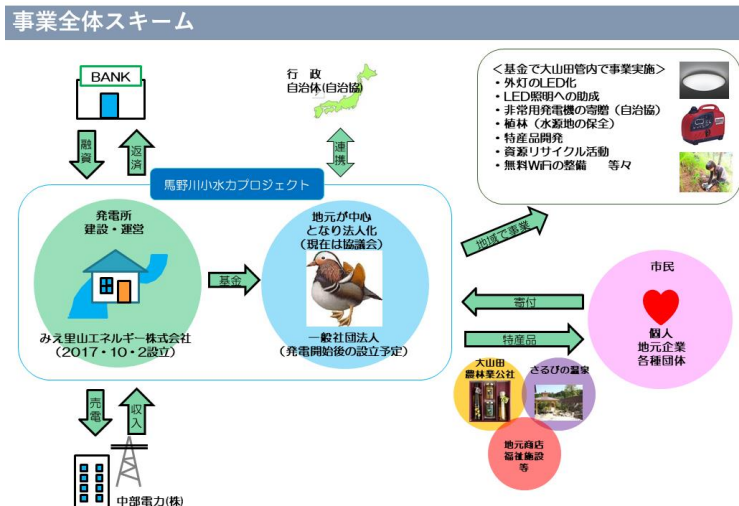 事業全体スキーム
BANK
融資
返済
行 政
自治体(自治協)
連携
＜基金で大山田管内で事業実施＞
・ 外灯のLED化
・ LED照明への助成
・ 非常用発電機の寄贈（自治協）
・ 植林（水源地の保全）
・ 特産品開発
・ 資源リサイクル活動
・ 無料WiFiの整備　等々
馬野川小水力プロジェクト
発電所
建設・運営
みえ里山エネルギー株式会社
（2017・10・2設立）
基金
地元が中心
となり法人化
（現在は協議会）
一般社団法人
（発電開始後の設立予定）
地域で事業
寄付
特産品
市民
個人
地元企業
各種団体
大山田
農林業公社
さるびの温泉
地元商店
福祉施設
等
売電
収入
中部電力(株)